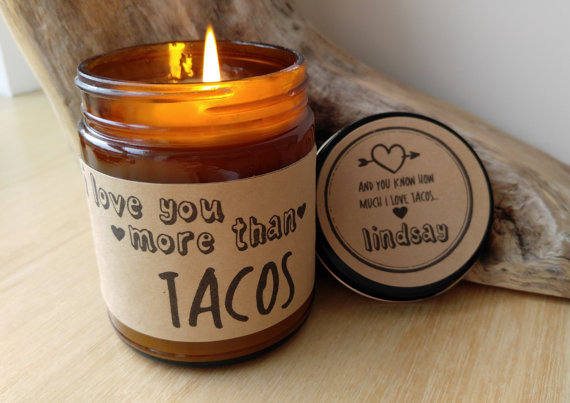 I love you
more than
TACOS
AND YOU KNOW HOW
MUCH I LOVE TACOS...
lindsay